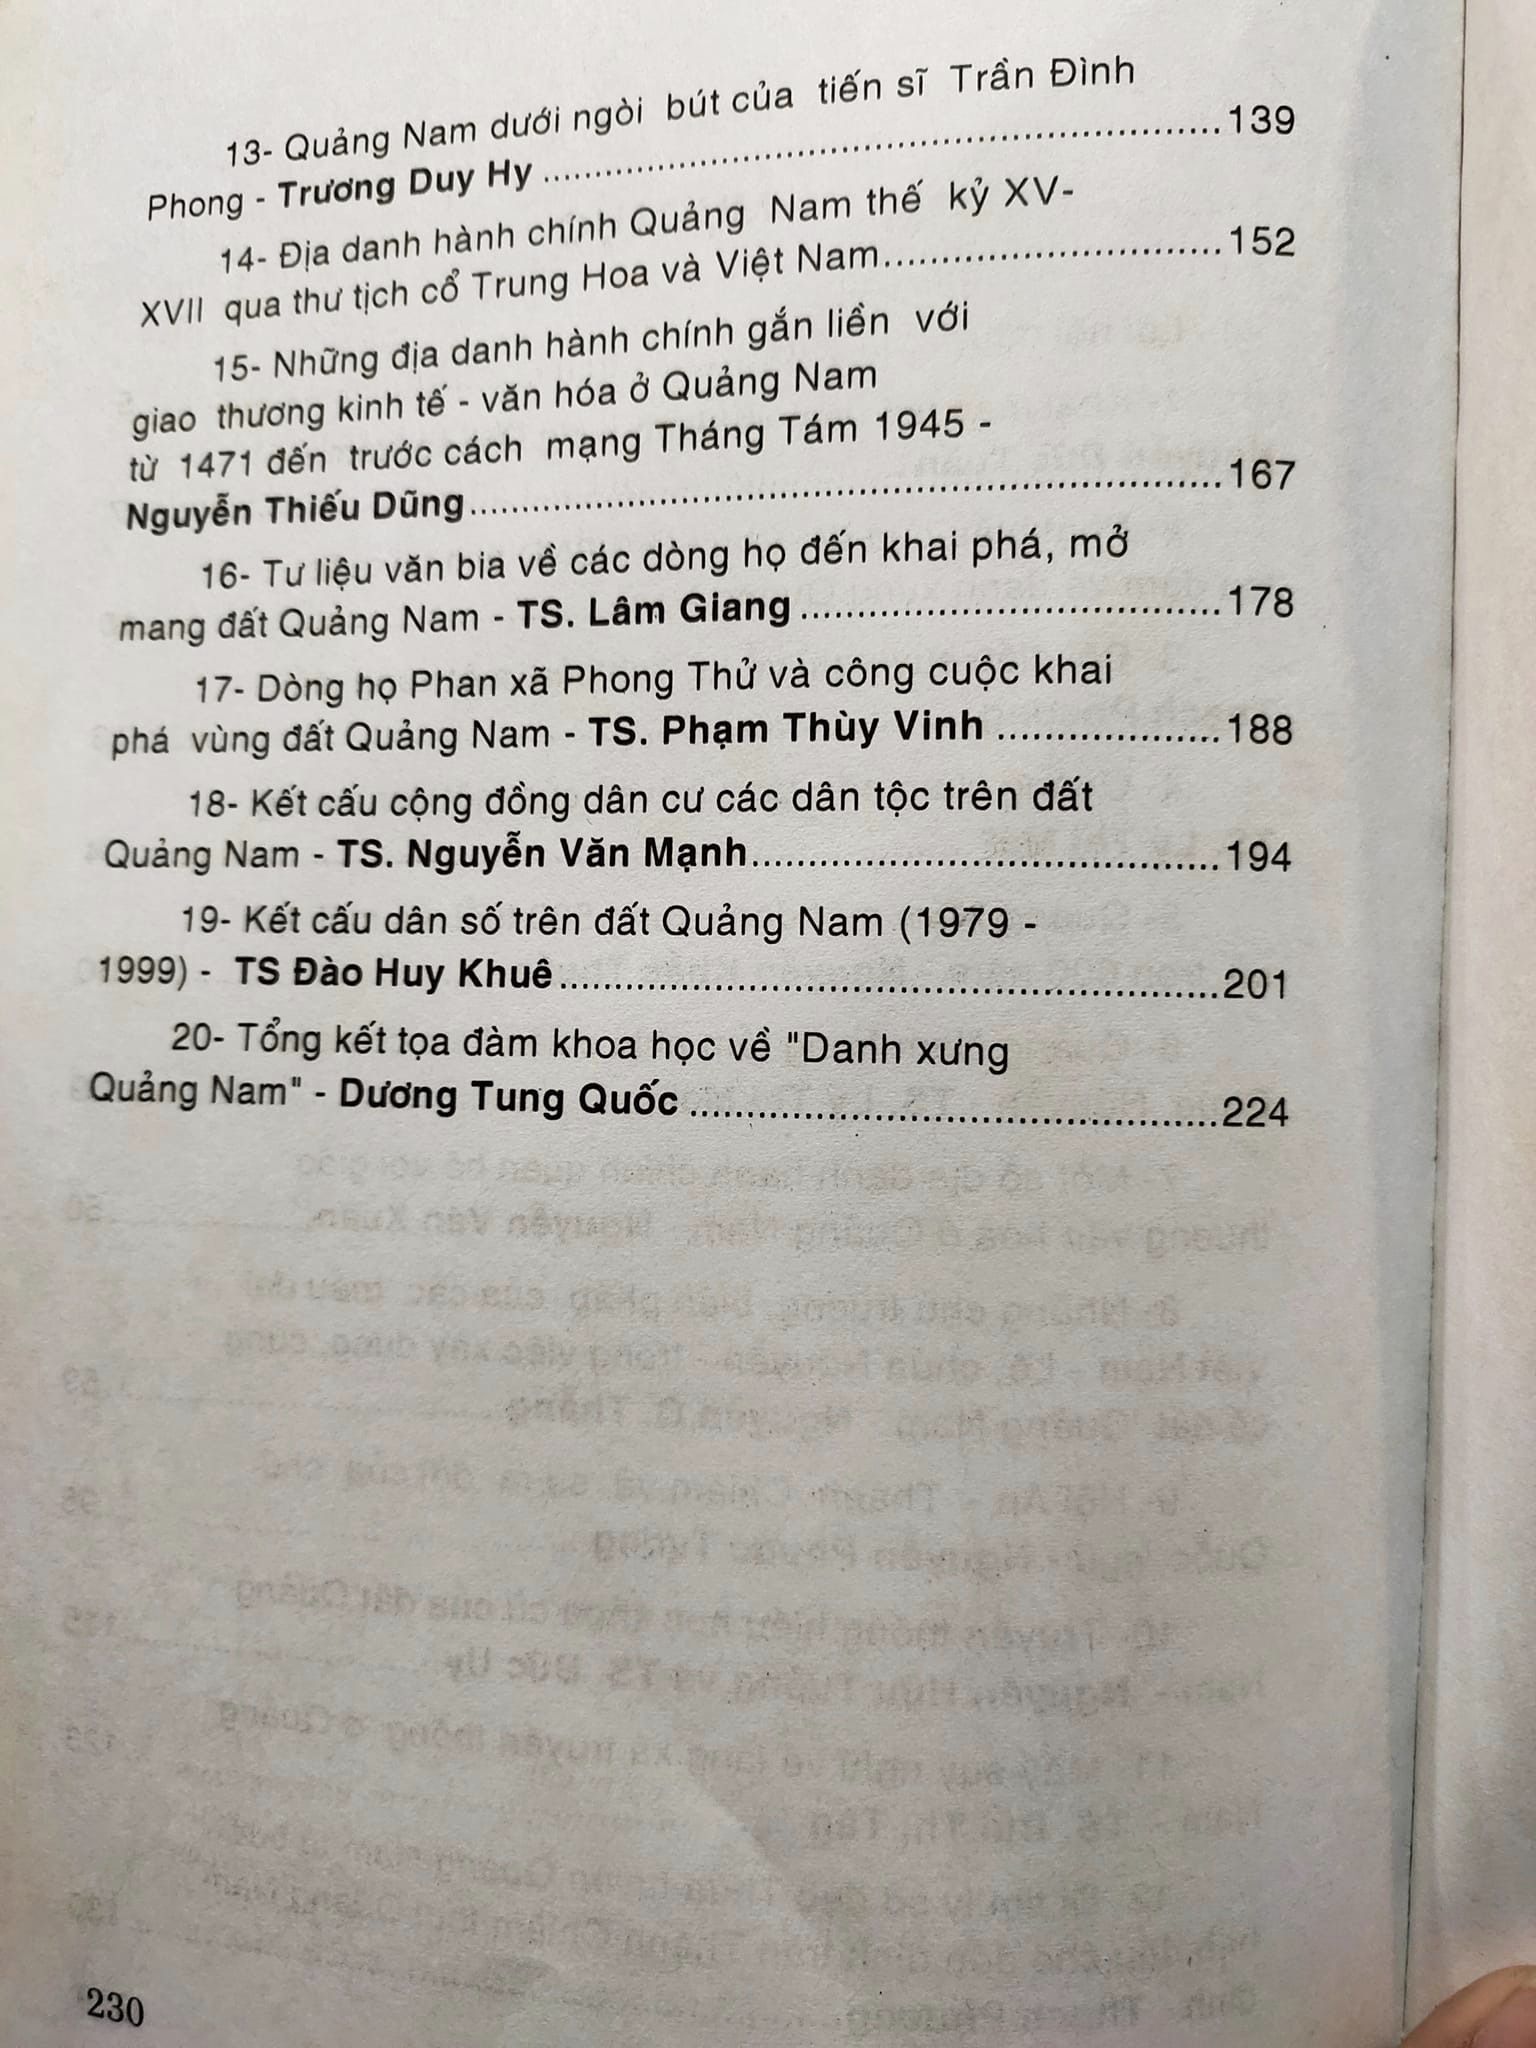 13- Quảng Nam dưới ngòi bút của tiến sĩ Trần Đình
Phong - Trương Duy Hy ........................................................ 139
14- Địa danh hành chính Quảng Nam thế kỷ XV-
XVII qua thư tịch cổ Trung Hoa và Việt Nam............................ 152
15- Những địa danh hành chính gắn liền với
giao thương kinh tế - văn hóa ở Quảng Nam
từ 1471 đến trước cách mạng Tháng Tám 1945 -
Nguyễn Thiếu Dũng................................................................ 167
16- Tư liệu văn bia về các dòng họ đến khai phá, mở
mang đất Quảng Nam - TS. Lâm Giang ................................... 178
17- Dòng họ Phan xã Phong Thử và công cuộc khai
phá vùng đất Quảng Nam - TS. Phạm Thùy Vinh ................... 188
18- Kết cấu cộng đồng dân cư các dân tộc trên đất
Quảng Nam - TS. Nguyễn Văn Mạnh....................................... 194
19- Kết cấu dân số trên đất Quảng Nam (1979 -
1999) - TS Đào Huy Khuê........................................................ 201
20- Tổng kết tọa đàm khoa học về "Danh xưng
Quảng Nam" - Dương Tung Quốc ............................................ 224
230